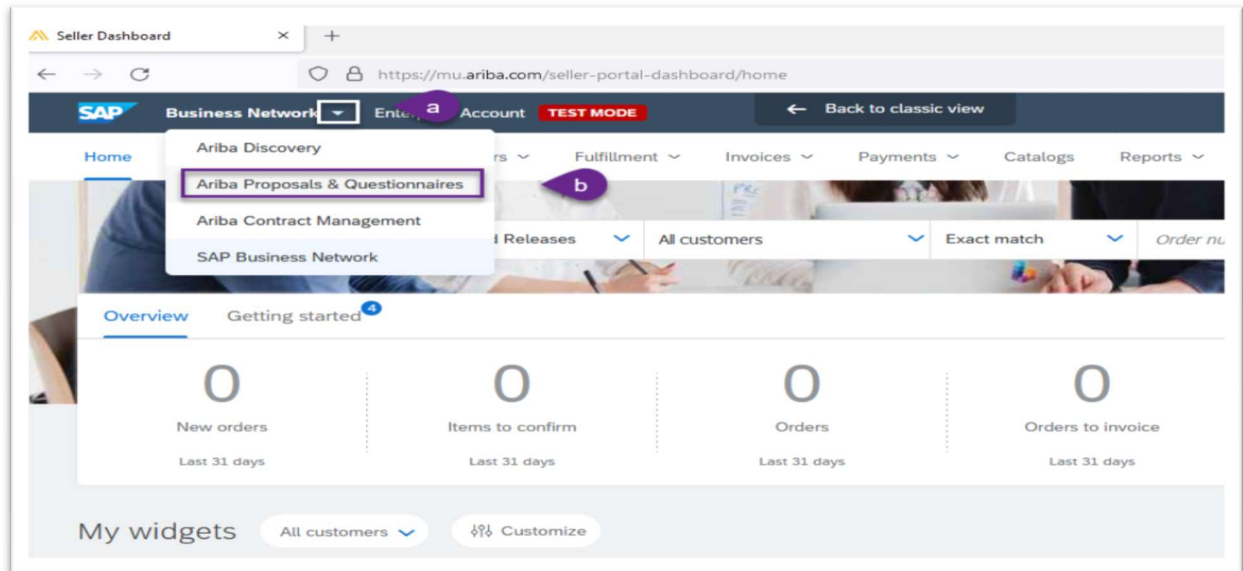 Seller Dashboard × +
https://mu.ariba.com/seller-portal-dashboard/home
SAP Business Network a Account TEST MODE ← Back to classic view
Home Fulfillment Invoices Payments Catalogs Reports
Ariba Discovery
Ariba Proposals & Questionnaires b
Ariba Contract Management
SAP Business Network
Releases All customers Exact match Order
Overview Getting started 4
0 0 0 0
New orders Items to confirm Orders Orders to invoice
Last 31 days Last 31 days Last 31 days Last 31 days
My widgets All customers Customize